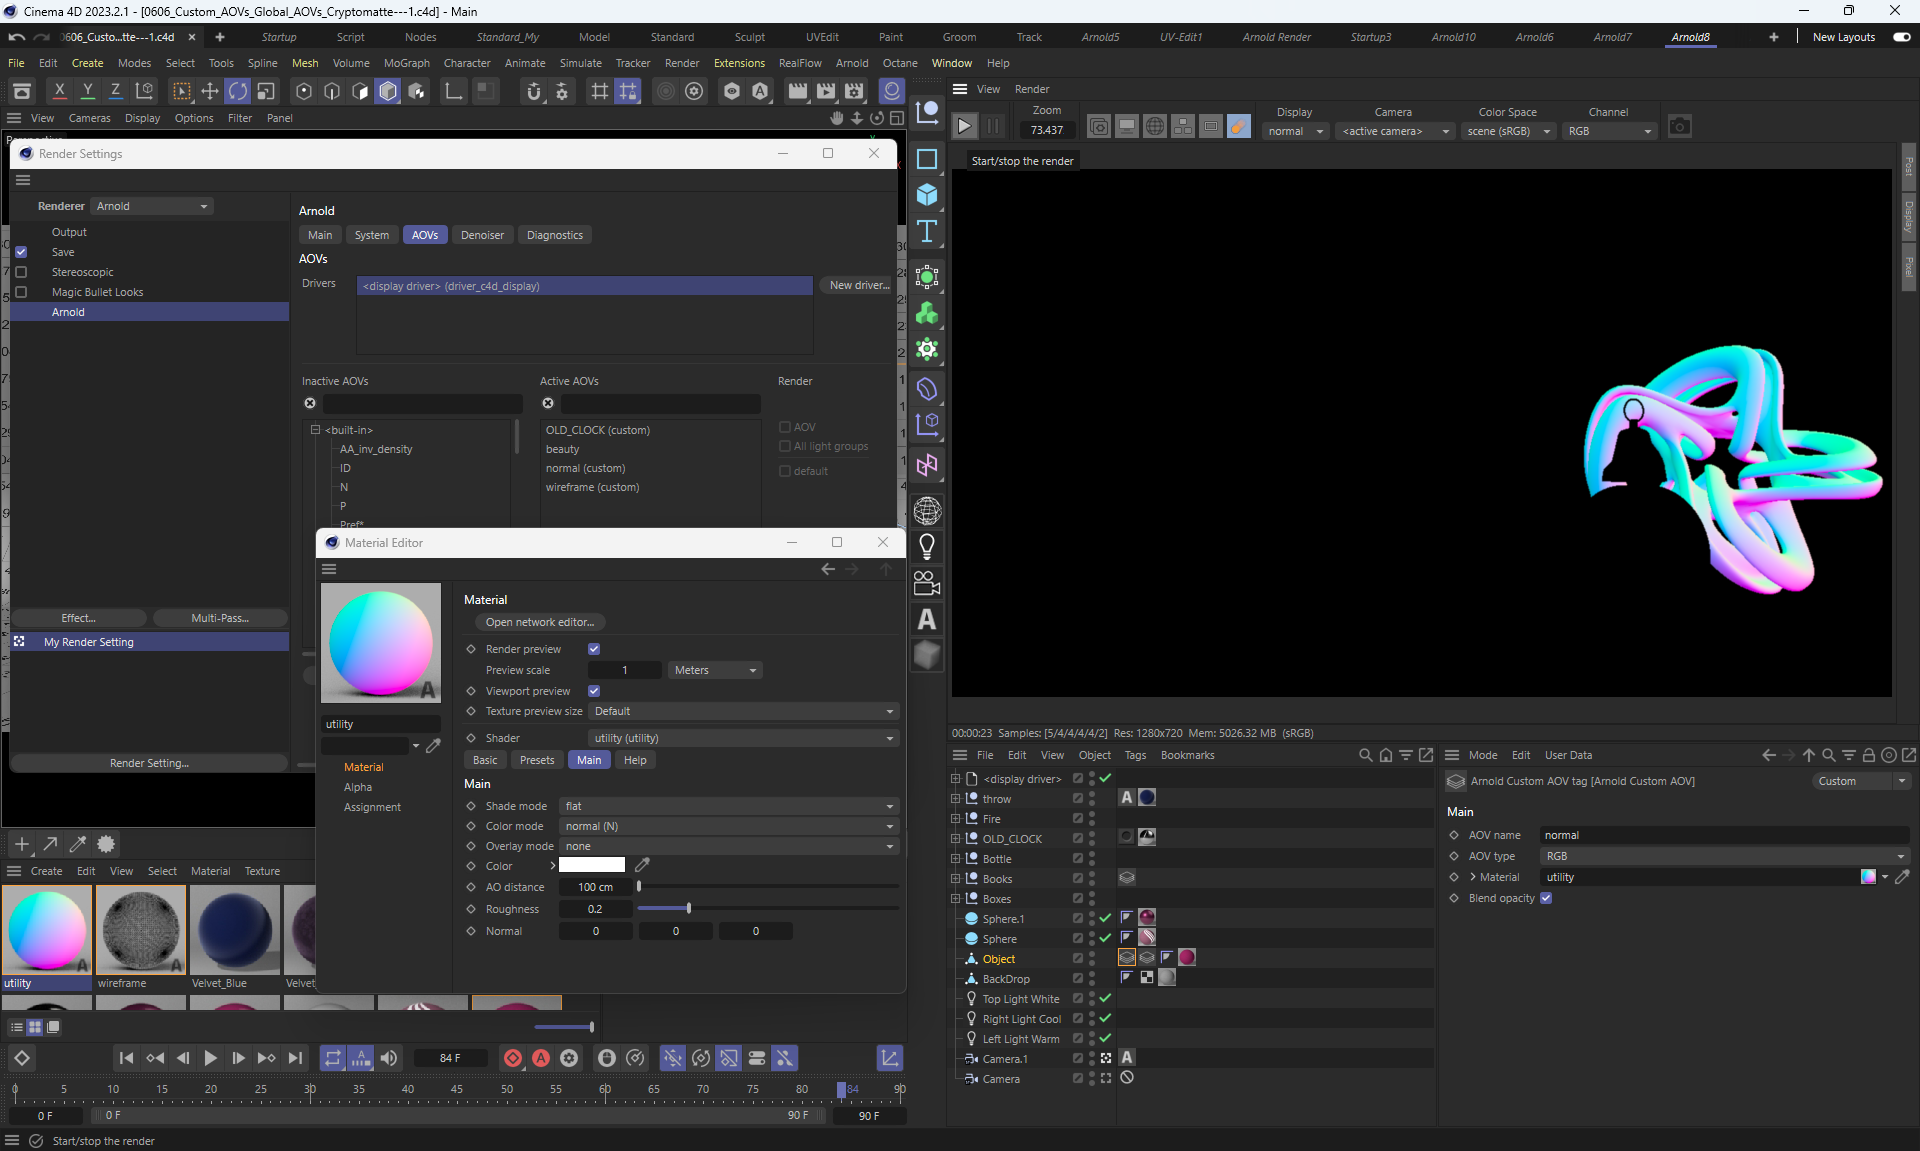 Cinema 4D 2023.2.1 - [0606_Custom_AOVs_Global_AOVs_Cryptomatte---1.c4d] - Main
0606_Custo...tte---1.c4d × + Startup Script Nodes Standard_My Model Standard Sculpt UVEdit Paint Groom Track Arnold5 UV-Edit1 Arnold Render Startup3 Arnold10 Arnold6 Arnold7 Arnold8 + New Layouts
File Edit Create Modes Select Tools Spline Mesh Volume MoGraph Character Animate Simulate Tracker Render Extensions RealFlow Arnold Octane Window Help
X Y Z
View Cameras Display Options Filter Panel
Render Settings
Renderer Arnold
Output
Save
Stereoscopic
Magic Bullet Looks
Arnold
Effect... Multi-Pass...
My Render Setting
Render Setting...
Arnold
Main System AOVs Denoiser Diagnostics
AOVs
Drivers <display driver> (driver_c4d_display) New driver...
Inactive AOVs Active AOVs Render
<built-in>
AA_inv_density
ID
N
P
Pref*
OLD_CLOCK (custom)
beauty
normal (custom)
wireframe (custom)
AOV
All light groups
default
Material Editor
utility
Material
Alpha
Assignment
Material
Open network editor...
Render preview
Preview scale 1 Meters
Viewport preview
Texture preview size Default
Shader utility (utility)
Basic Presets Main Help
Main
Shade mode flat
Color mode normal (N)
Overlay mode none
Color
AO distance 100 cm
Roughness 0.2
Normal 0 0 0
Create Edit View Select Material Texture
utility wireframe Velvet_Blue Velvet
84 F
0 5 10 15 20 25 30 35 40 45 50 55 60 65 70 75 80 84 90
0 F 0 F 90 F 90 F
Start/stop the render
View Render
Zoom Display Camera Color Space Channel
73.437 normal <active camera> scene (sRGB) RGB
Start/stop the render
Post
Display
Pixel
00:00:23 Samples: [5/4/4/4/4/2] Res: 1280x720 Mem: 5026.32 MB (sRGB)
File Edit View Object Tags Bookmarks
<display driver>
throw
Fire
OLD_CLOCK
Bottle
Books
Boxes
Sphere.1
Sphere
Object
BackDrop
Top Light White
Right Light Cool
Left Light Warm
Camera.1
Camera
Mode Edit User Data
Arnold Custom AOV tag [Arnold Custom AOV] Custom
Main
AOV name normal
AOV type RGB
Material utility
Blend opacity